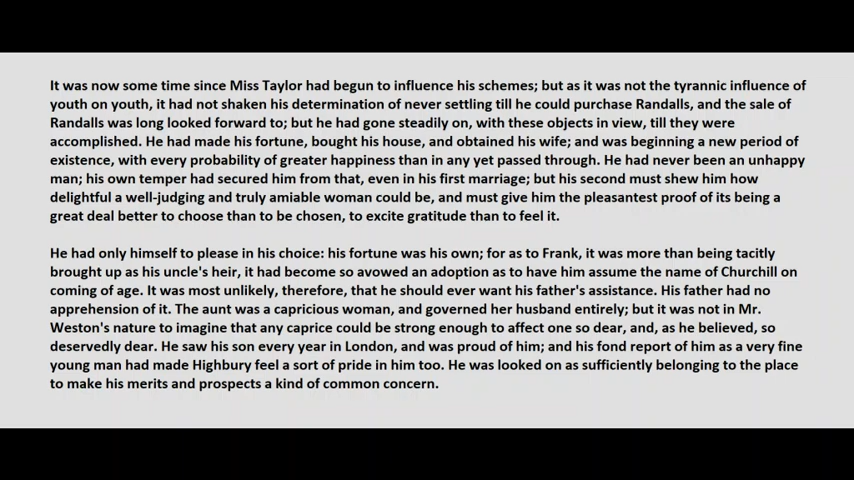 It was now some time since Miss Taylor had begun to influence his schemes; but as it was not the tyrannic influence of
youth on youth, it had not shaken his determination of never settling till he could purchase Randalls, and the sale of
Randalls was long looked forward to; but he had gone steadily on, with these objects in view, till they were
accomplished. He had made his fortune, bought his house, and obtained his wife; and was beginning a new period of
existence, with every probability of greater happiness than in any yet passed through. He had never been an unhappy
man; his own temper had secured him from that, even in his first marriage; but his second must shew him how
delightful a well-judging and truly amiable woman could be, and must give him the pleasantest proof of its being a
great deal better to choose than to be chosen, to excite gratitude than to feel it.
He had only himself to please in his choice: his fortune was his own; for as to Frank, it was more than being tacitly
brought up as his uncle's heir, it had become so avowed an adoption as to have him assume the name of Churchill on
coming of age. It was most unlikely, therefore, that he should ever want his father's assistance. His father had no
apprehension of it. The aunt was a capricious woman, and governed her husband entirely; but it was not in Mr.
Weston's nature to imagine that any caprice could be strong enough to affect one so dear, and, as he believed, so
deservedly dear. He saw his son every year in London, and was proud of him; and his fond report of him as a very fine
young man had made Highbury feel a sort of pride in him too. He was looked on as sufficiently belonging to the place
to make his merits and prospects a kind of common concern.